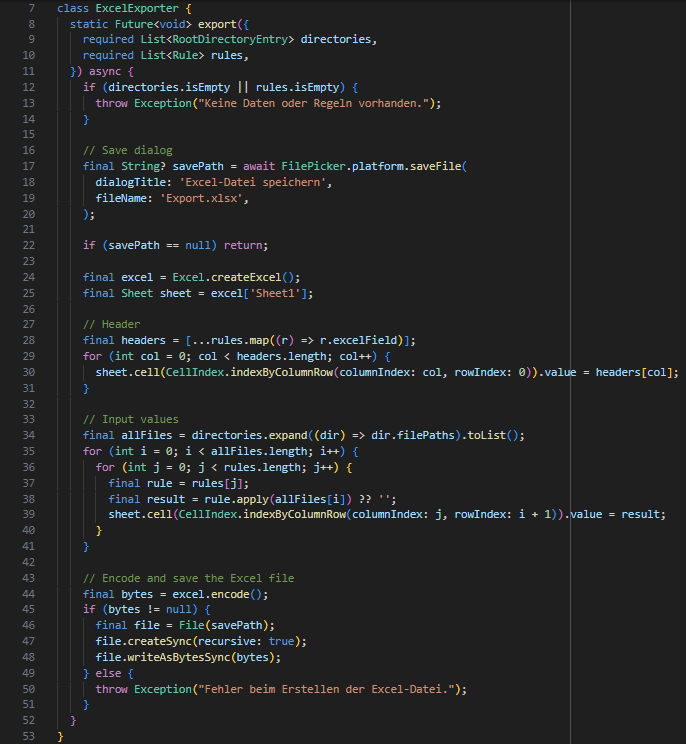 7 class ExcelExporter {
8   static Future<void> export({
9     required List<RootDirectoryEntry> directories,
10     required List<Rule> rules,
11   }) async {
12     if (directories.isEmpty || rules.isEmpty) {
13       throw Exception("Keine Daten oder Regeln vorhanden.");
14     }
15
16     // Save dialog
17     final String? savePath = await FilePicker.platform.saveFile(
18       dialogTitle: 'Excel-Datei speichern',
19       fileName: 'Export.xlsx',
20     );
21
22     if (savePath == null) return;
23
24     final excel = Excel.createExcel();
25     final Sheet sheet = excel['Sheet1'];
26
27     // Header
28     final headers = [...rules.map((r) => r.excelField)];
29     for (int col = 0; col < headers.length; col++) {
30       sheet.cell(CellIndex.indexByColumnRow(columnIndex: col, rowIndex: 0)).value = headers[col];
31     }
32
33     // Input values
34     final allFiles = directories.expand((dir) => dir.filePaths).toList();
35     for (int i = 0; i < allFiles.length; i++) {
36       for (int j = 0; j < rules.length; j++) {
37         final rule = rules[j];
38         final result = rule.apply(allFiles[i]) ?? '';
39         sheet.cell(CellIndex.indexByColumnRow(columnIndex: j, rowIndex: i + 1)).value = result;
40       }
41     }
42
43     // Encode and save the Excel file
44     final bytes = excel.encode();
45     if (bytes != null) {
46       final file = File(savePath);
47       file.createSync(recursive: true);
48       file.writeAsBytesSync(bytes);
49     } else {
50       throw Exception("Fehler beim Erstellen der Excel-Datei.");
51     }
52   }
53 }